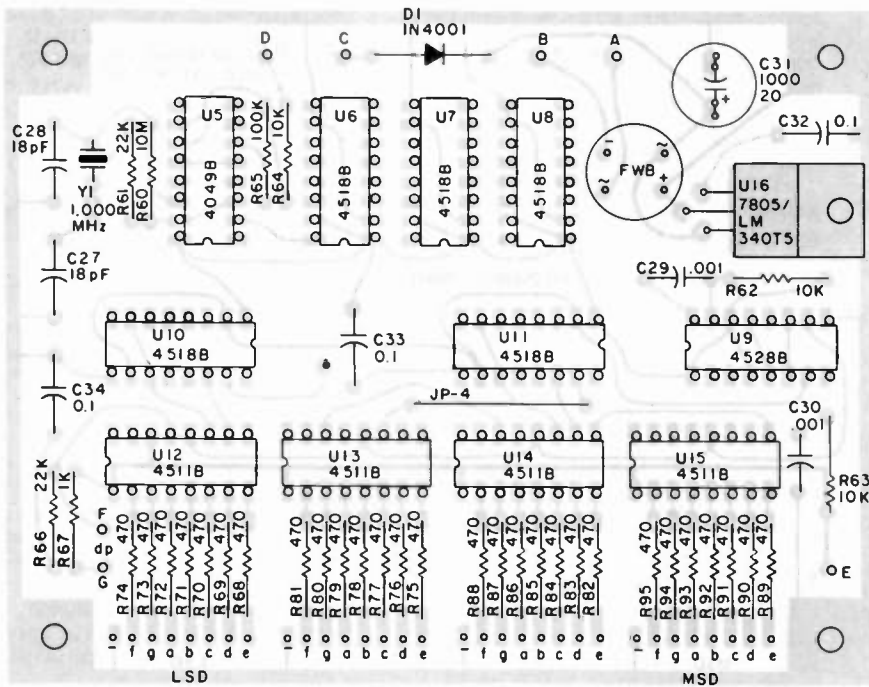 D1
IN4001
D
C
B
A
C31
1000
20
+
C32
0.1
C28
18pF
Y1
1.000
MHz
22K
10M
R61
R60
U5
4049B
100K
10K
R65
R64
U6
4518B
U7
4518B
U8
4518B
–
~
FWB
~
+
U16
7805/
LM
340T5
C27
18pF
C29
.001
R62
10K
U10
4518B
C33
0.1
U11
4518B
U9
4528B
C34
0.1
JP-4
C30
.001
U12
4511B
U13
4511B
U14
4511B
U15
4511B
R63
10K
22K
1K
R66
R67
F
dp
G
470
470
470
470
470
470
470
R74
R73
R72
R71
R70
R69
R68
470
470
470
470
470
470
470
R81
R80
R79
R78
R77
R76
R75
470
470
470
470
470
470
470
R88
R87
R86
R85
R84
R83
R82
470
470
470
470
470
470
470
R95
R94
R93
R92
R91
R90
R89
E
– f g a b c d e
– f g a b c d e
– f g a b c d e
– f g a b c d e
LSD
MSD